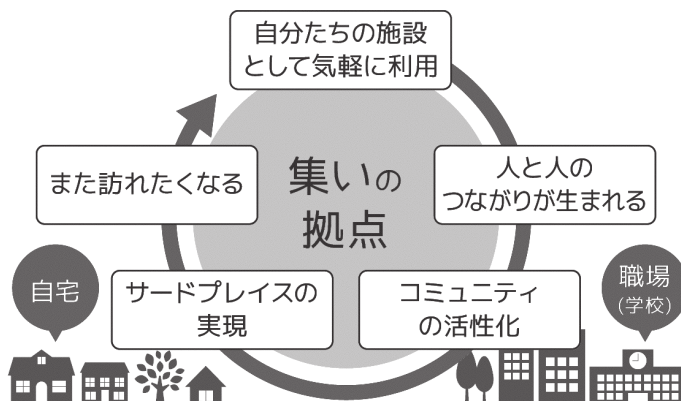 自分たちの施設
として気軽に利用
集いの
拠点
人と人の
つながりが生まれる
コミュニティ
の活性化
サードプレイスの
実現
また訪れたくなる
自宅
職場
(学校)